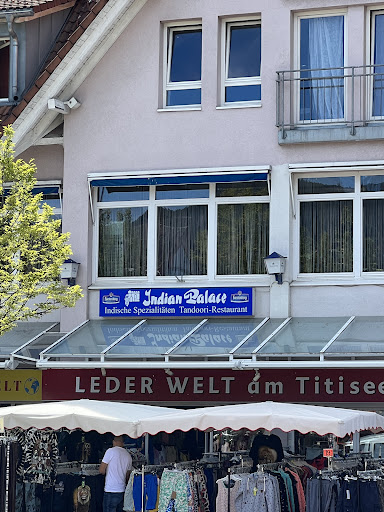 Indian Palace
Indische Spezialitäten Tandoori-Restaurant
LEDER WELT am Titisee